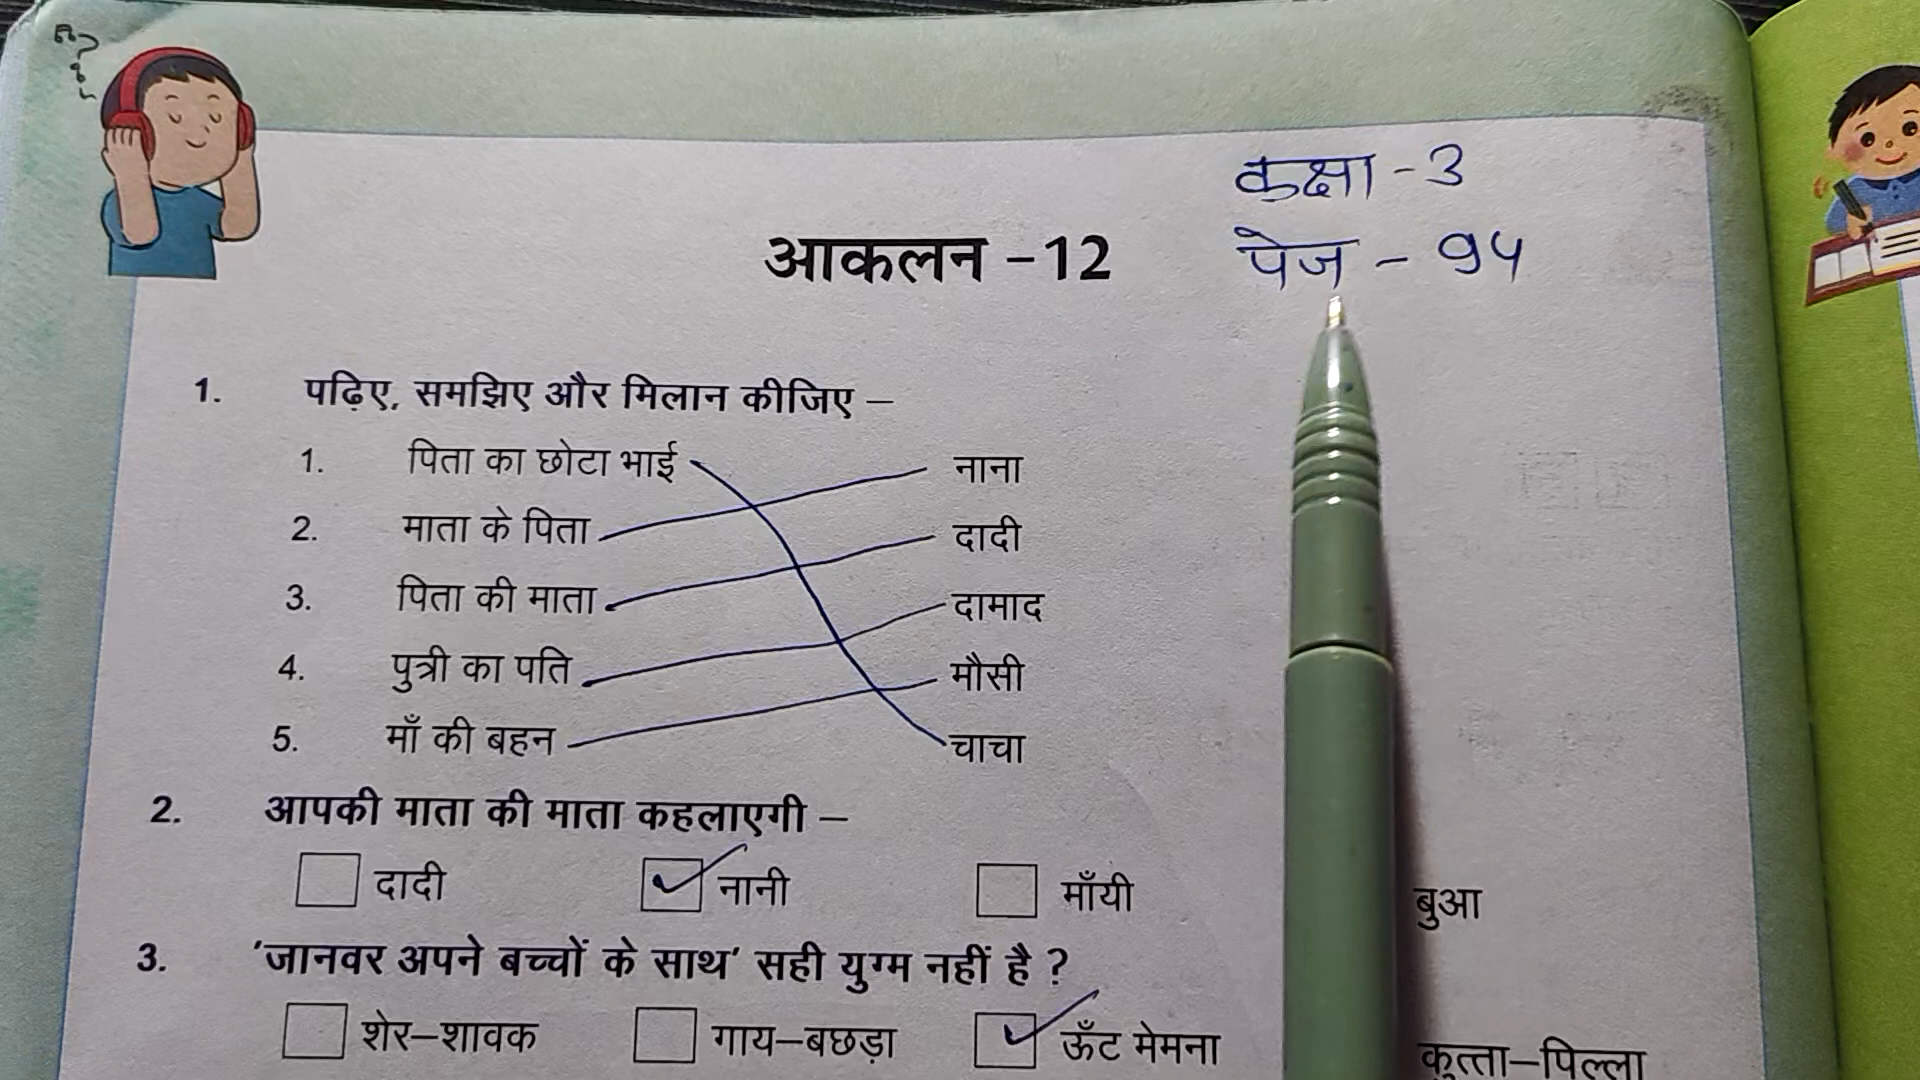 कक्षा - 3
आकलन – 12
पेज - 94
1. पढ़िए, समझिए और मिलान कीजिए –
1. पिता का छोटा भाई नाना
2. माता के पिता दादी
3. पिता की माता दामाद
4. पुत्री का पति मौसी
5. माँ की बहन चाचा
2. आपकी माता की माता कहलाएगी –
दादी नानी माँयी बुआ
3. 'जानवर अपने बच्चों के साथ' सही युग्म नहीं है ?
शेर–शावक गाय–बछड़ा ऊँट मेमना कुत्ता–पिल्ला